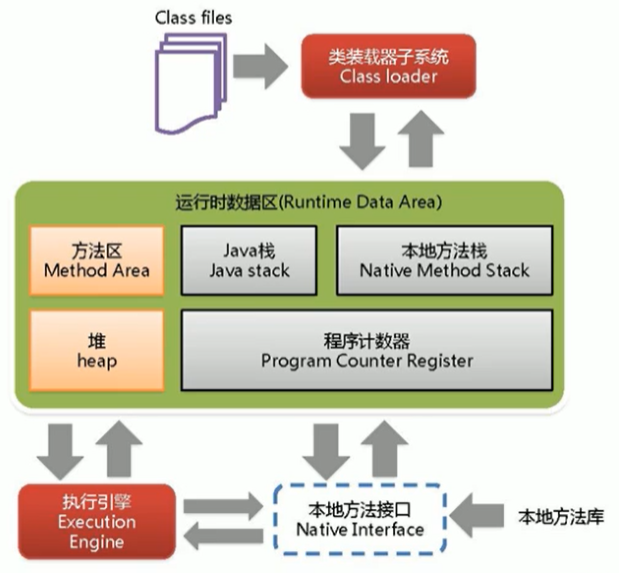 Class files
类装载器子系统
Class loader
运行时数据区(Runtime Data Area)
方法区
Method Area
Java栈
Java stack
本地方法栈
Native Method Stack
堆
heap
程序计数器
Program Counter Register
执行引擎
Execution
Engine
本地方法接口
Native Interface
本地方法库